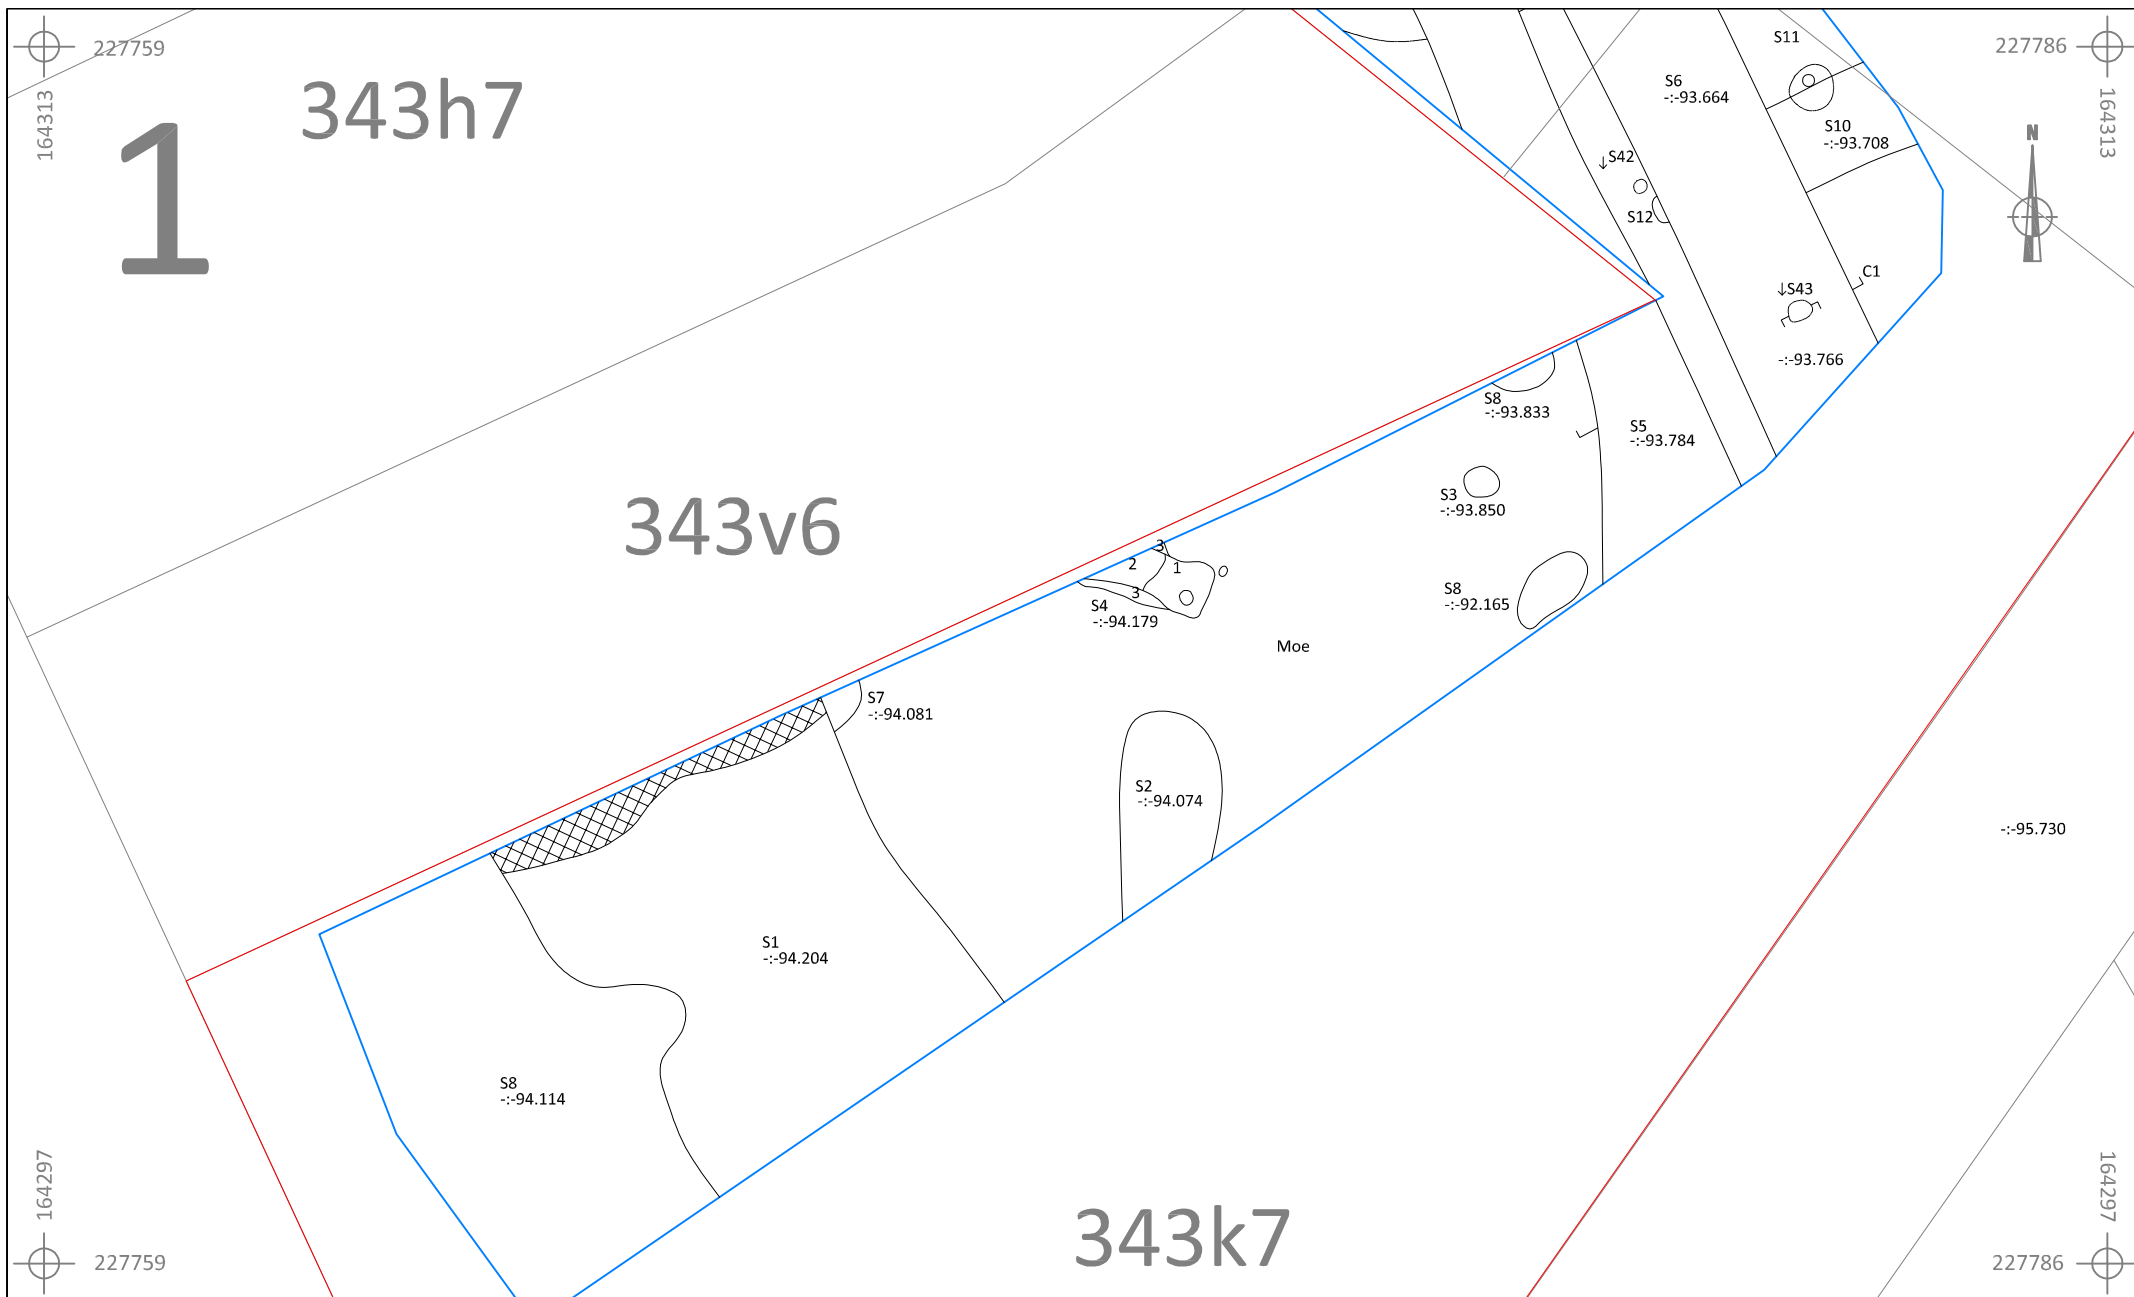 227759
164313
1
343h7
343v6
343k7
227786
164313
N
S11
S6
-:-93.664
S10
-:-93.708
↓S42
S12
C1
↓S43
-:-93.766
S8
-:-93.833
S5
-:-93.784
S3
-:-93.850
3
2
1
3
S4
-:-94.179
S8
-:-92.165
Moe
S7
-:-94.081
S2
-:-94.074
-:-95.730
S1
-:-94.204
S8
-:-94.114
164297
227759
164297
227786